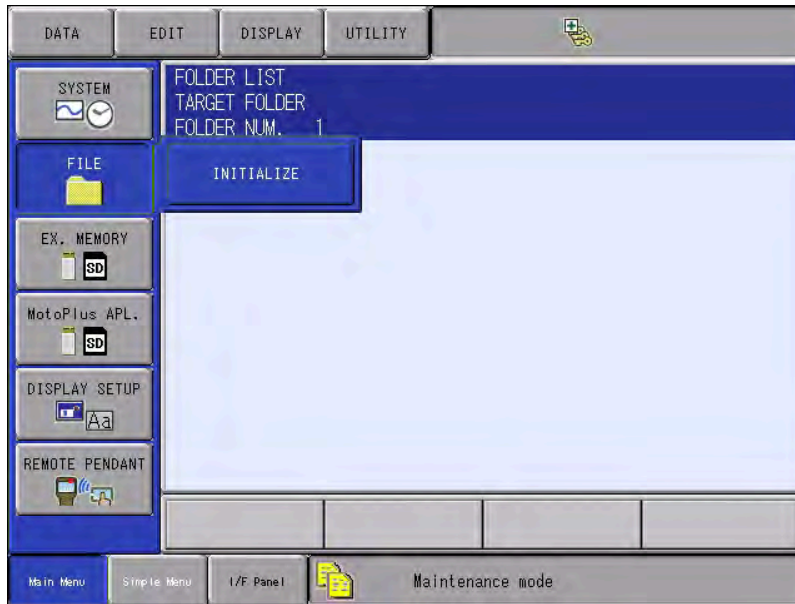 DATA
EDIT
DISPLAY
UTILITY
SYSTEM
FILE
EX. MEMORY
SD
MotoPlus APL.
SD
DISPLAY SETUP
Aa
REMOTE PENDANT
FOLDER LIST
TARGET FOLDER
FOLDER NUM. 1
INITIALIZE
Main Menu
Simple Menu
I/F Panel
Maintenance mode